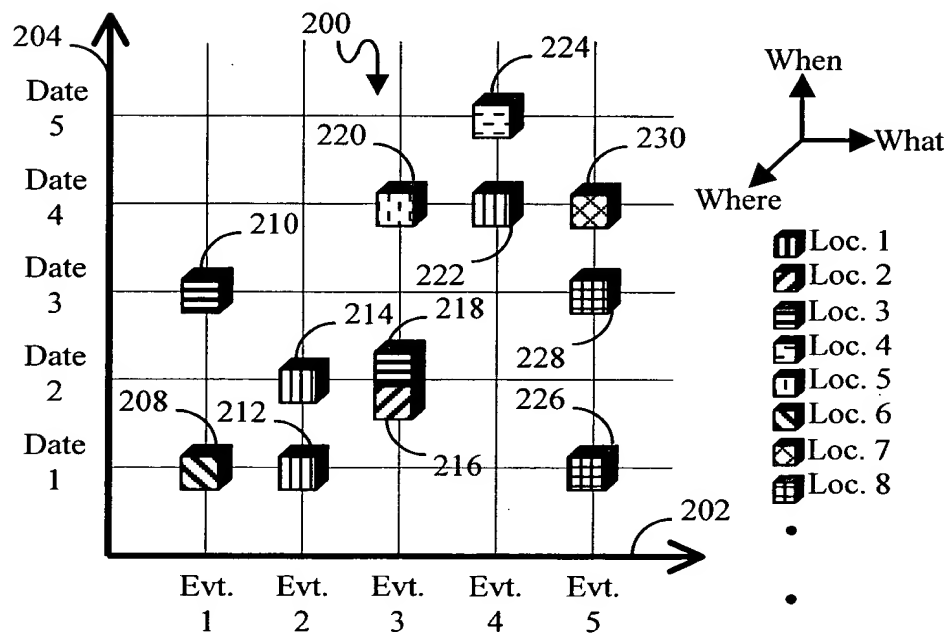 204
200
224
When
Date
5
220
230
What
Date
4
Where
210
222
Loc. 1
Date
3
214
218
Loc. 2
Loc. 3
228
Loc. 4
Date
2
208
212
226
Loc. 5
Loc. 6
Date
1
216
Loc. 7
Loc. 8
202
Evt.
1
Evt.
2
Evt.
3
Evt.
4
Evt.
5